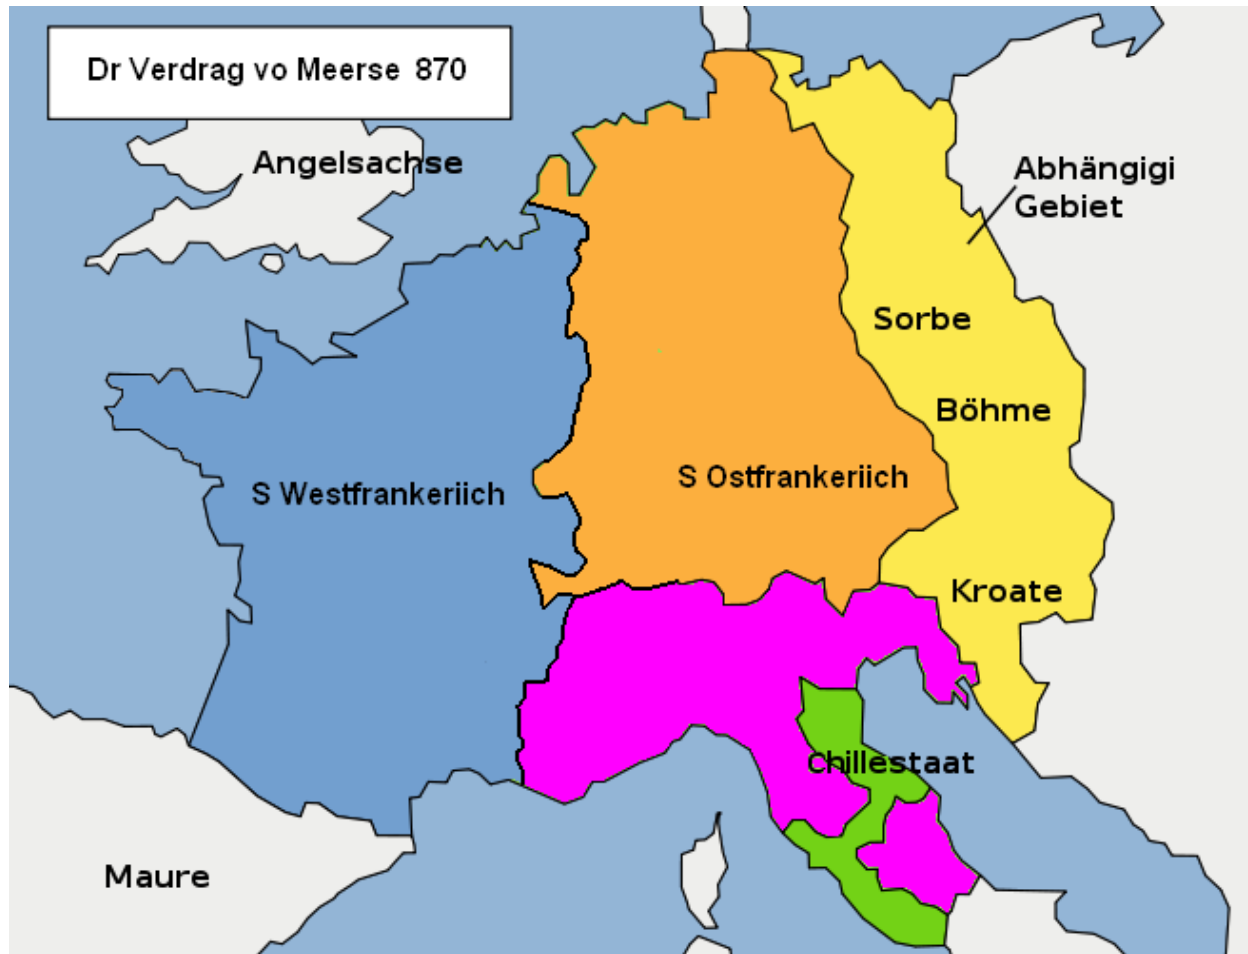 Dr Verdrag vo Meerse 870
Angelsachse
Abhängigi
Gebiet
Sorbe
Böhme
S Ostfrankeriich
S Westfrankeriich
Kroate
Chillestaat
Maure